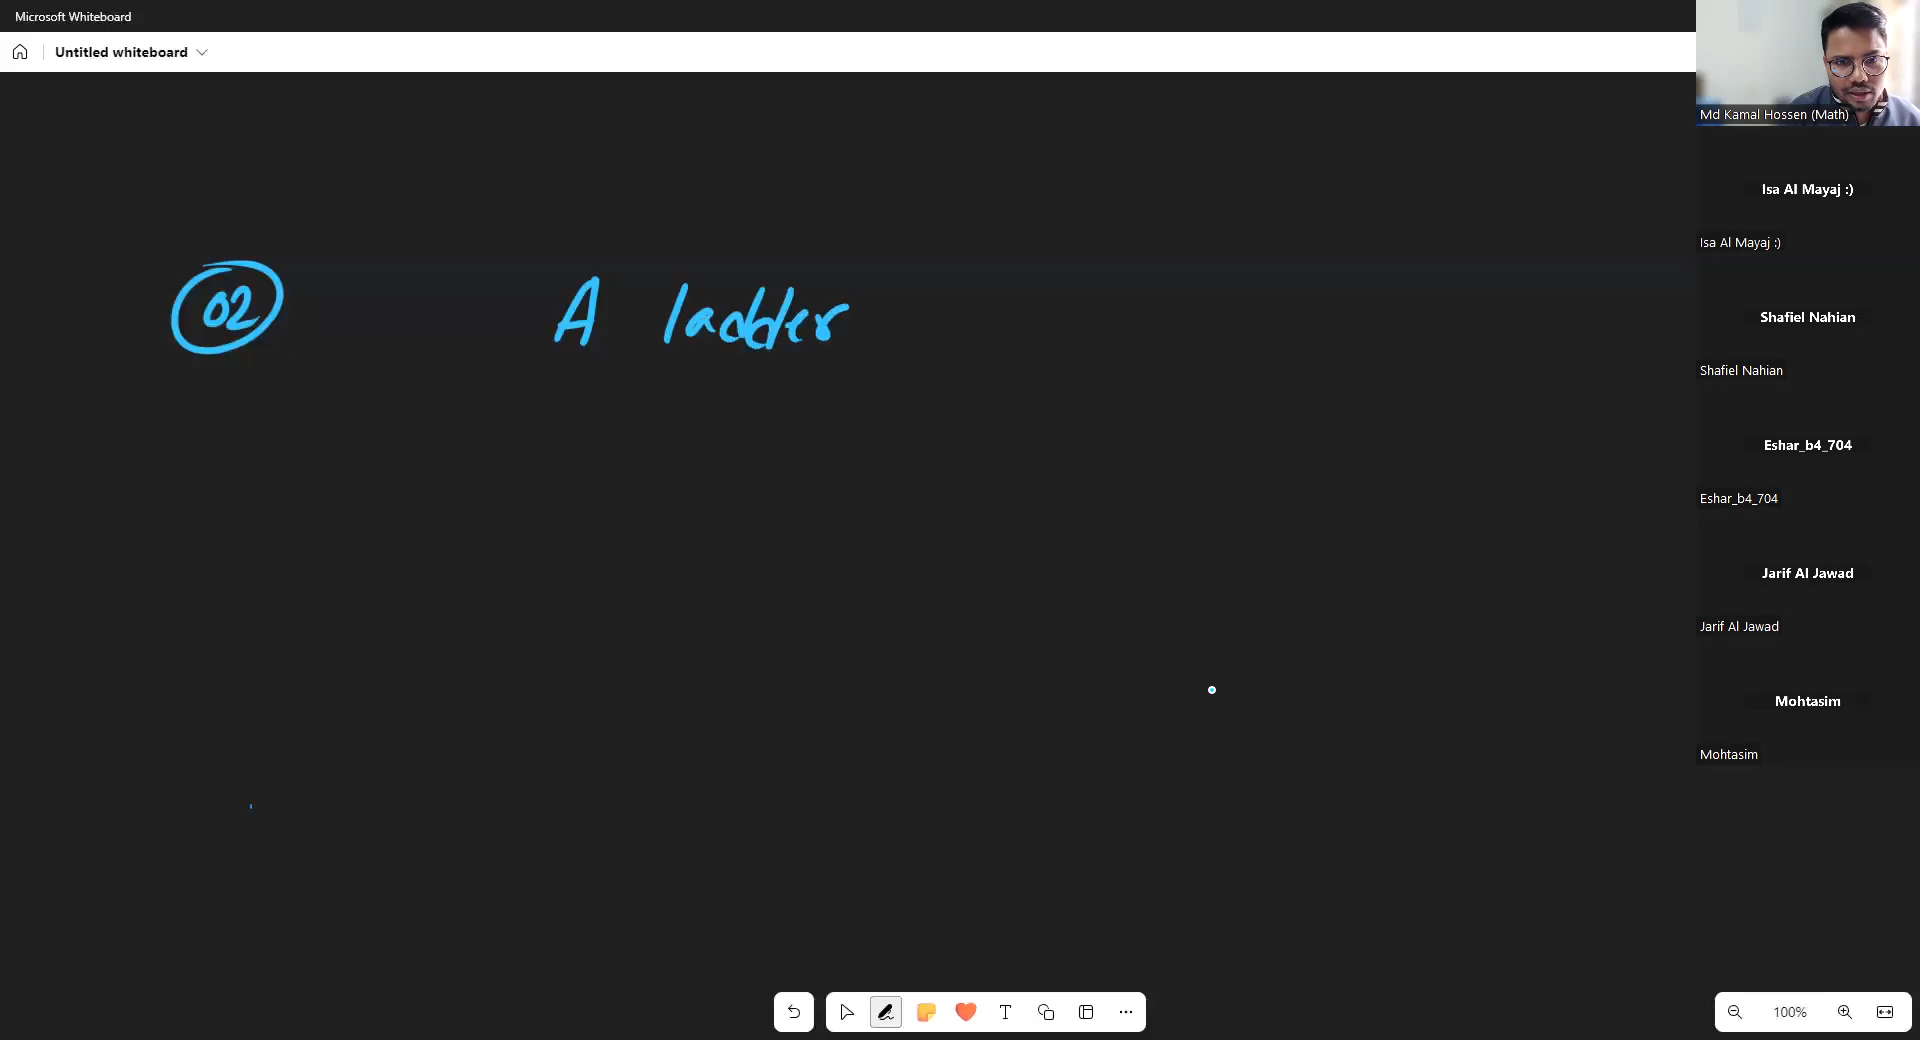 Microsoft Whiteboard
Untitled whiteboard
Md Kamal Hossen (Math)
Isa Al Mayaj :)
Isa Al Mayaj :)
02 A ladder
Shafiel Nahian
Shafiel Nahian
Eshar_b4_704
Eshar_b4_704
Jarif Al Jawad
Jarif Al Jawad
Mohtasim
Mohtasim
T
100%